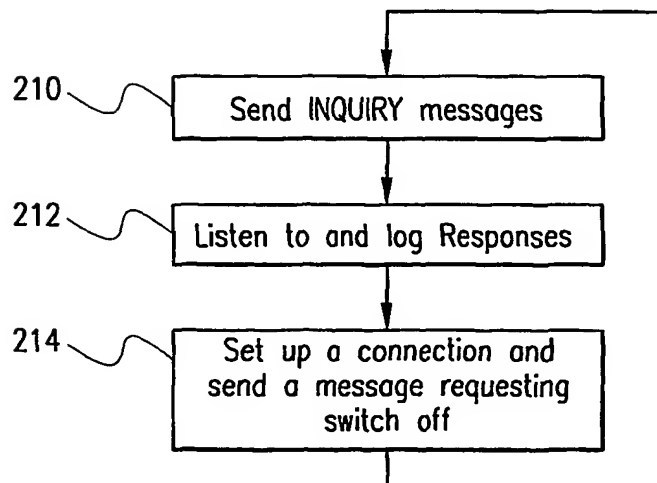 210
Send INQUIRY messages
212
Listen to and log Responses
214
Set up a connection and
send a message requesting
switch off